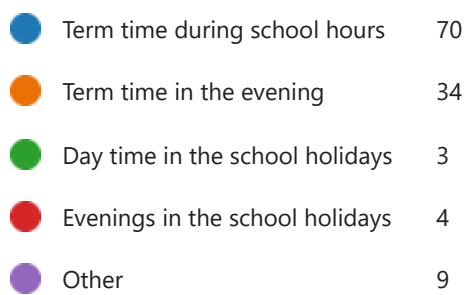 Term time during school hours 70
Term time in the evening 34
Day time in the school holidays 3
Evenings in the school holidays 4
Other 9